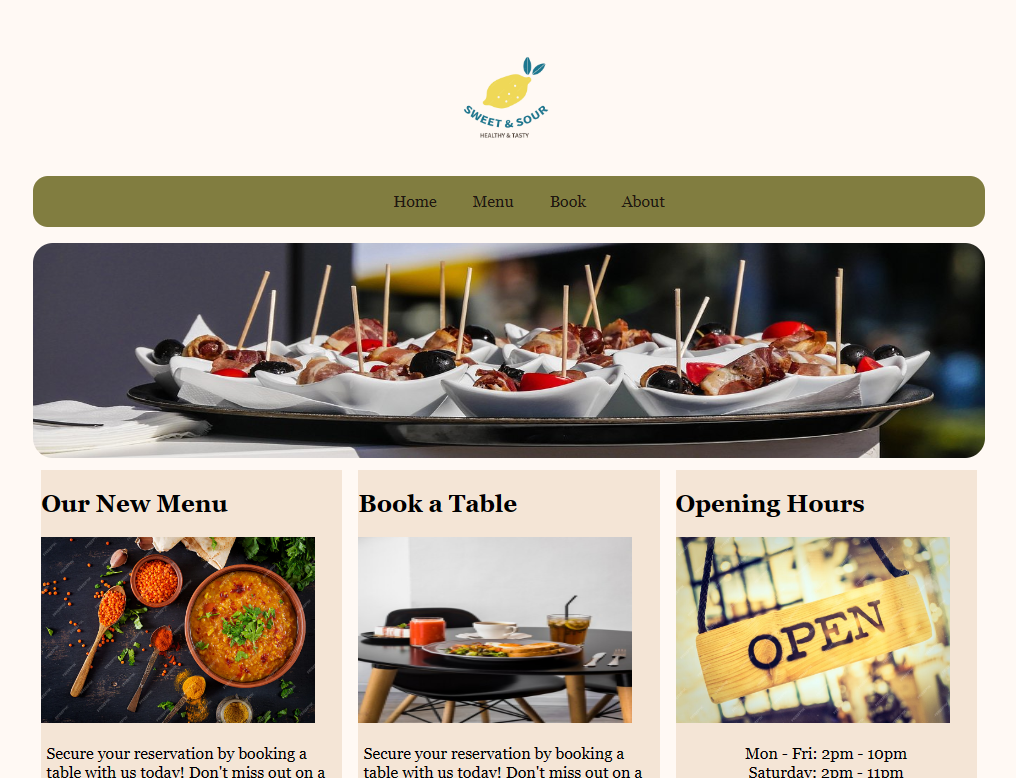 SWEET & SOUR
HEALTHY & TASTY
Home Menu Book About
Our New Menu
Book a Table
Opening Hours
OPEN
Secure your reservation by booking a
table with us today! Don't miss out on a
Secure your reservation by booking a
table with us today! Don't miss out on a
Mon - Fri: 2pm - 10pm
Saturday: 2pm - 11pm